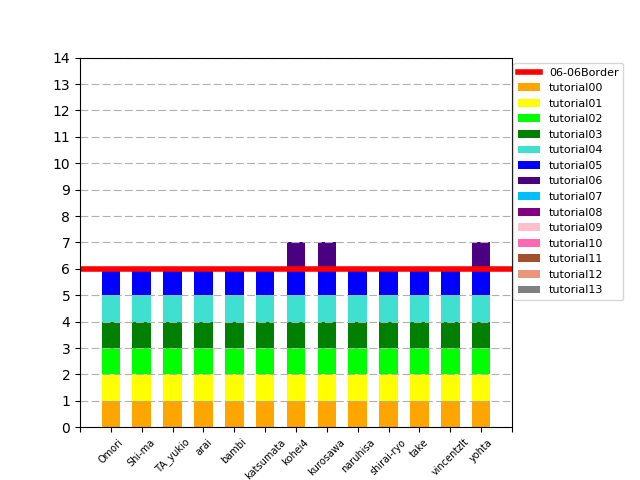 14
13
12
11
10
9
8
7
6
5
4
3
2
1
0
Omori
Shi-ma
TA_yukio
arai
bambi
katsumata
kohei4
kurosawa
naruhisa
shirai-ryo
take
vincentzlt
yohta
06-06Border
tutorial00
tutorial01
tutorial02
tutorial03
tutorial04
tutorial05
tutorial06
tutorial07
tutorial08
tutorial09
tutorial10
tutorial11
tutorial12
tutorial13